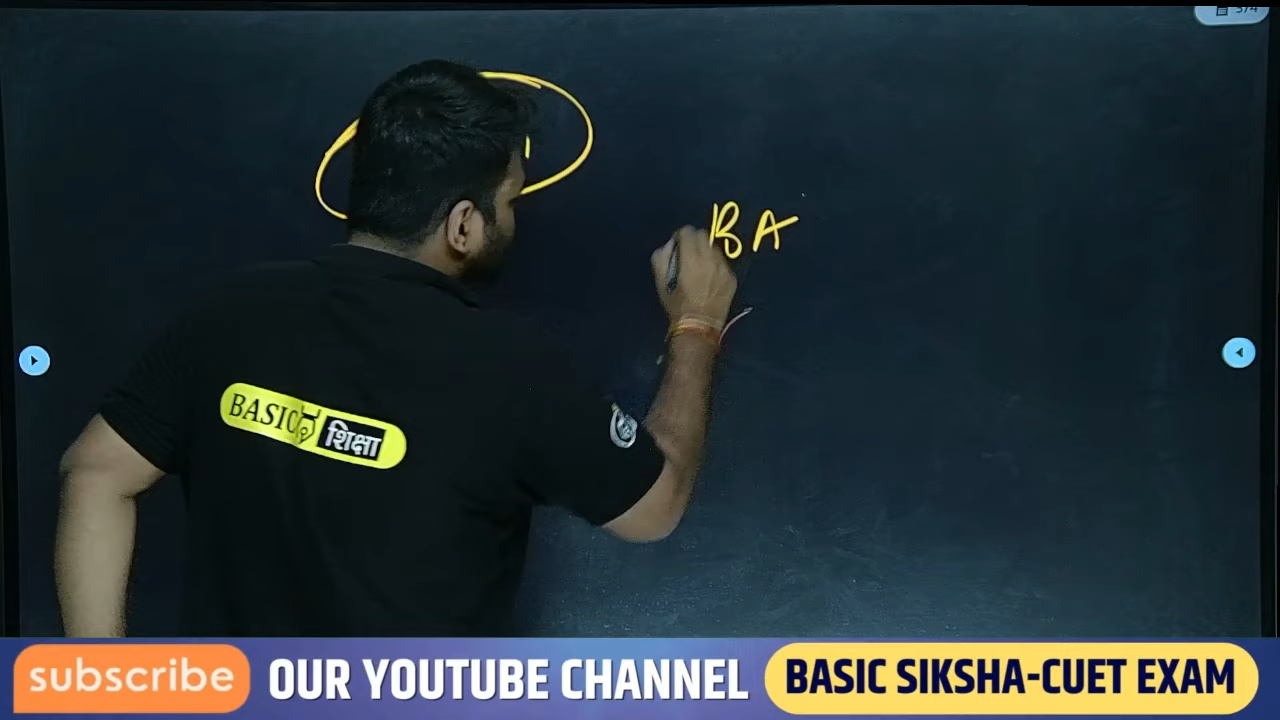 BA
BASIC शिक्षा
subscribe OUR YOUTUBE CHANNEL BASIC SIKSHA-CUET EXAM